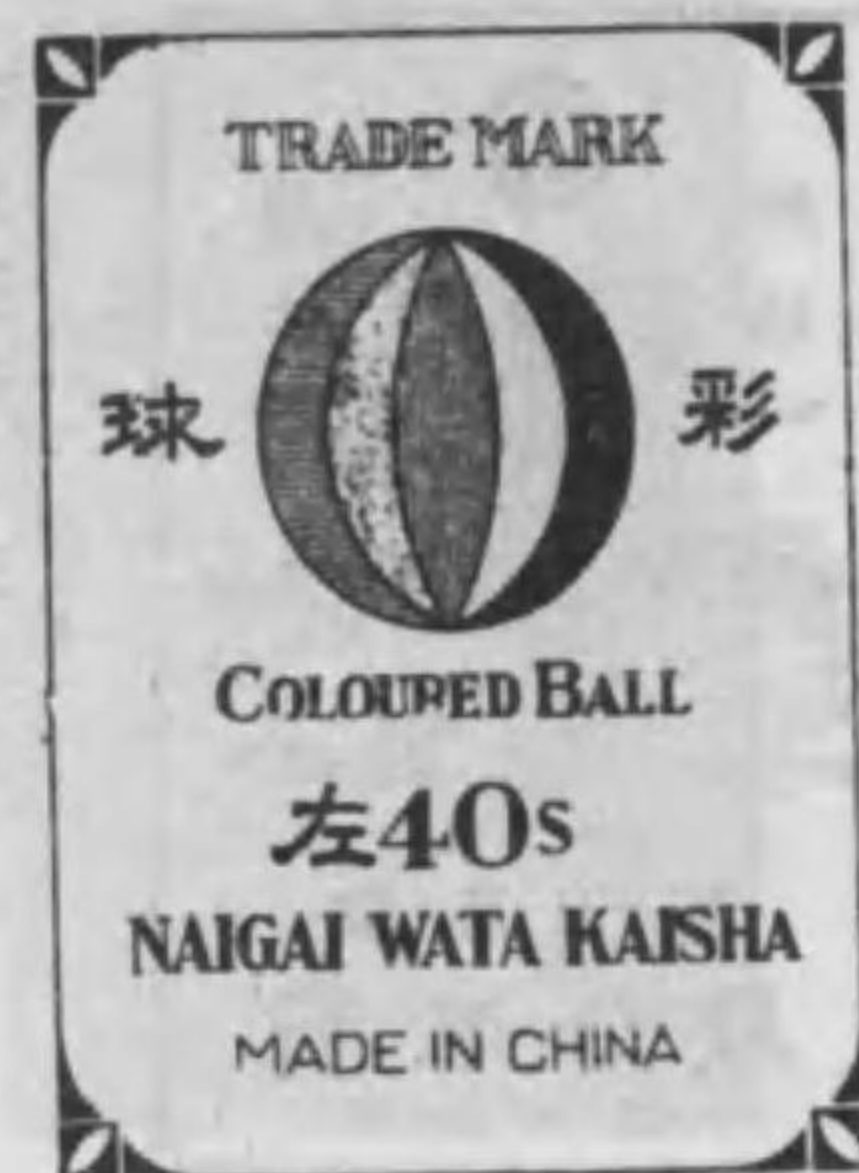 TRADE MARK
彩球
COLOURED BALL
左40s
NAIGAI WATA KAISHA
MADE IN CHINA